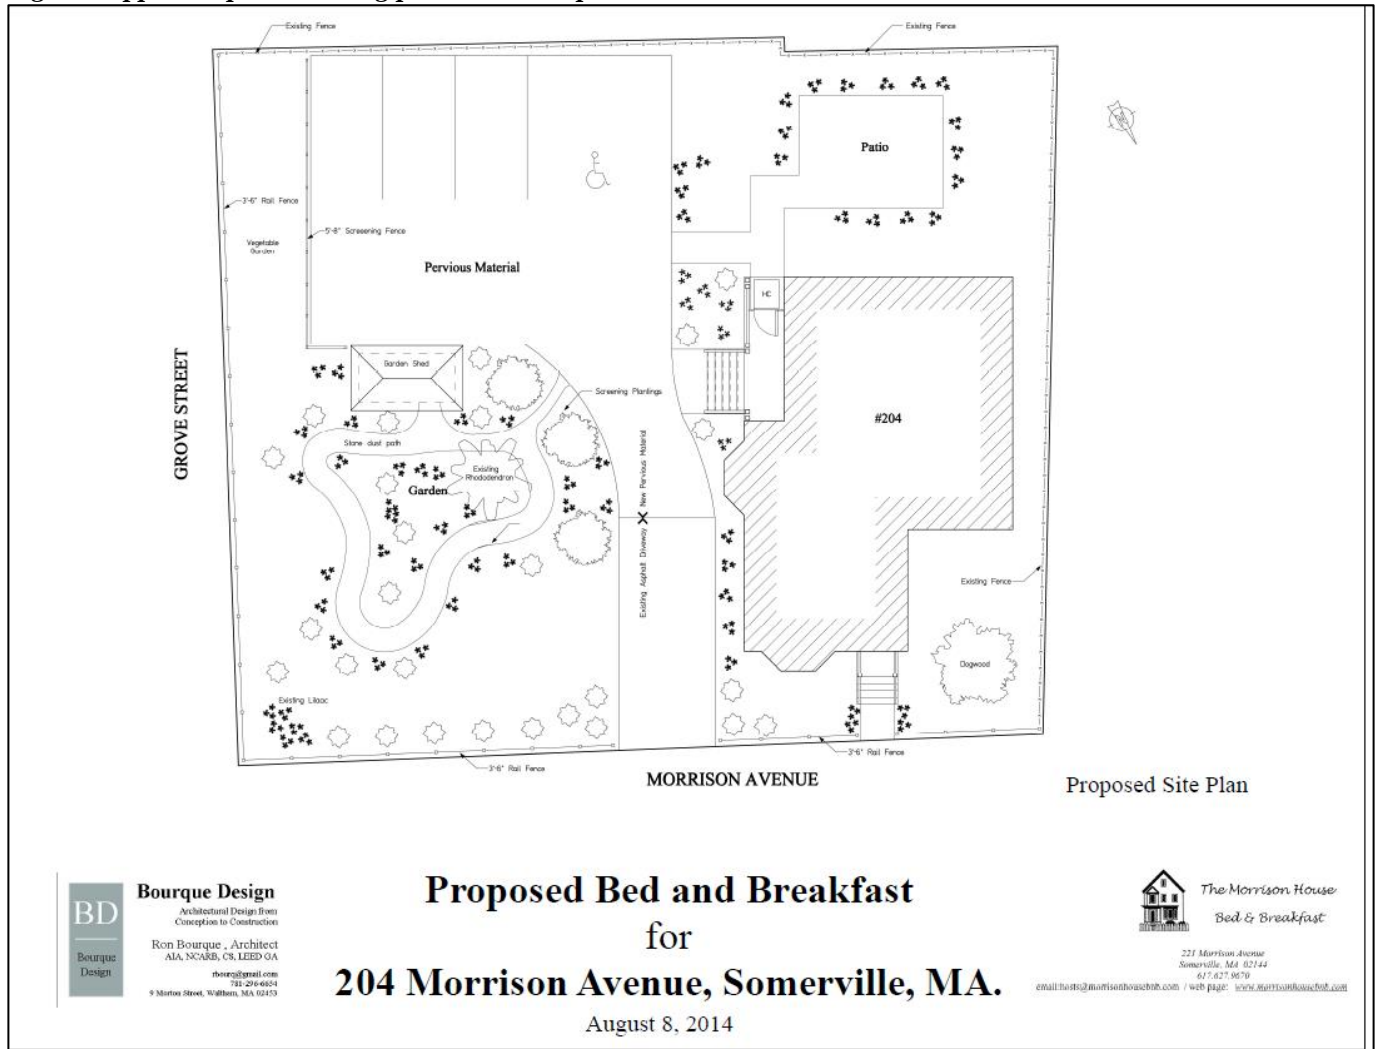 Existing Fence
Existing Fence
Patio
3'-6" Rail Fence
5'-8" Screeening Fence
Vegetable
Garden
Pervious Material
HC
GROVE STREET
Garden Shed
Screening Plantings
#204
Stone dust path
Existing
Rhododendron
Garden
New Pervious Material
Existing Asphalt Driveway
Existing Fence
Dogwood
Existing Lilac
3'-6" Rail Fence
3'-6" Rail Fence
MORRISON AVENUE
Proposed Site Plan
BD
Bourque
Design
Bourque Design
Architectural Design from
Conception to Construction
Ron Bourque , Architect
AIA, NCARB, CS, LEED GA
rbourq@gmail.com
781-296-6654
9 Morton Street, Waltham, MA 02453
Proposed Bed and Breakfast
for
204 Morrison Avenue, Somerville, MA.
August 8, 2014
The Morrison House
Bed & Breakfast
221 Morrison Avenue
Somerville, MA 02144
617.627.9670
email:hosts@morrisonhousebnb.com / web page: www.morrisonhousebnb.com